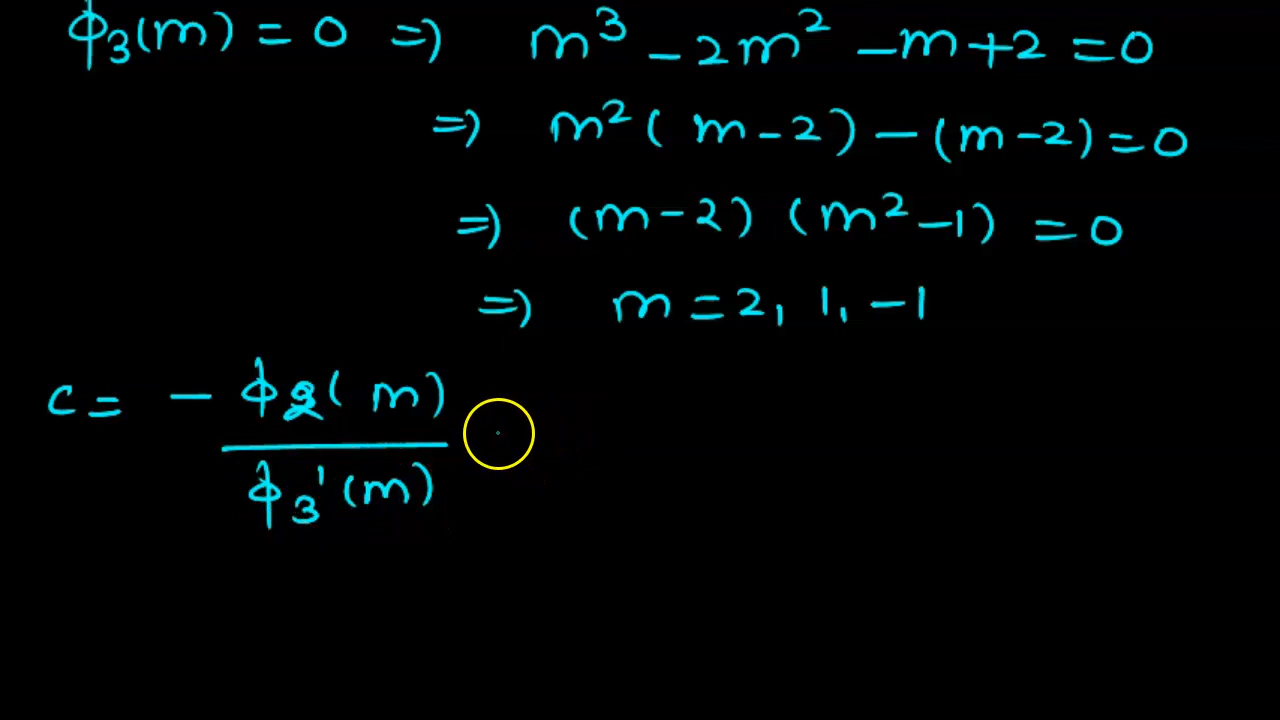 ϕ₃(m) = 0 ⇒ m³ - 2m² - m + 2 = 0
⇒ m²(m - 2) - (m - 2) = 0
⇒ (m - 2) (m² - 1) = 0
⇒ m = 2, 1, -1
c = - ϕ₂(m)
ϕ₃'(m)